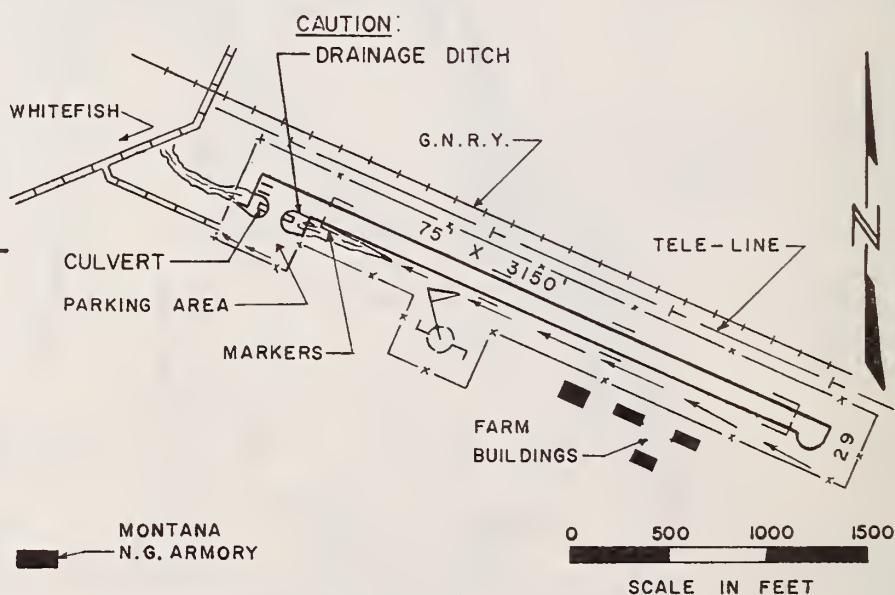 CAUTION:
DRAINAGE DITCH
WHITEFISH
G.N.R.Y.
75' X 3150'
TELE-LINE
N
CULVERT
PARKING AREA
MARKERS
29
FARM
BUILDINGS
MONTANA
N.G. ARMORY
0 500 1000 1500
SCALE IN FEET